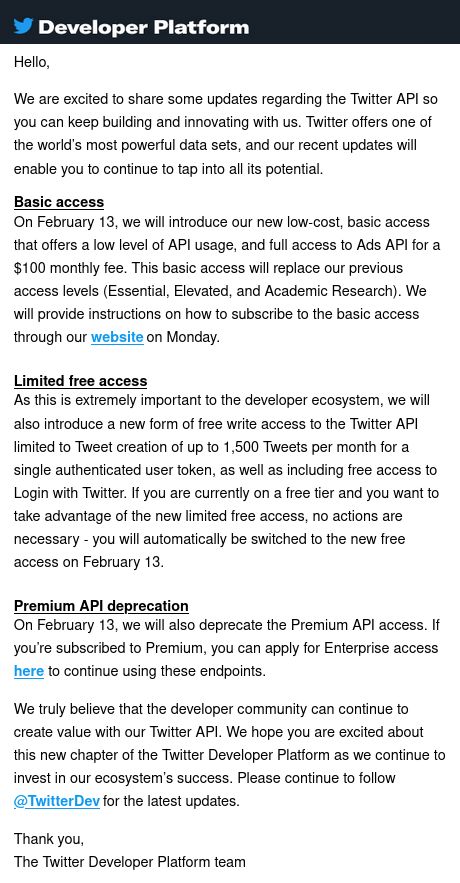 Developer Platform
Hello,
We are excited to share some updates regarding the Twitter API so
you can keep building and innovating with us. Twitter offers one of
the world's most powerful data sets, and our recent updates will
enable you to continue to tap into all its potential.
Basic access
On February 13, we will introduce our new low-cost, basic access
that offers a low level of API usage, and full access to Ads API for a
$100 monthly fee. This basic access will replace our previous
access levels (Essential, Elevated, and Academic Research). We
will provide instructions on how to subscribe to the basic access
through our website on Monday.
Limited free access
As this is extremely important to the developer ecosystem, we will
also introduce a new form of free write access to the Twitter API
limited to Tweet creation of up to 1,500 Tweets per month for a
single authenticated user token, as well as including free access to
Login with Twitter. If you are currently on a free tier and you want to
take advantage of the new limited free access, no actions are
necessary - you will automatically be switched to the new free
access on February 13.
Premium API deprecation
On February 13, we will also deprecate the Premium API access. If
you're subscribed to Premium, you can apply for Enterprise access
here to continue using these endpoints.
We truly believe that the developer community can continue to
create value with our Twitter API. We hope you are excited about
this new chapter of the Twitter Developer Platform as we continue to
invest in our ecosystem's success. Please continue to follow
@TwitterDev for the latest updates.
Thank you,
The Twitter Developer Platform team